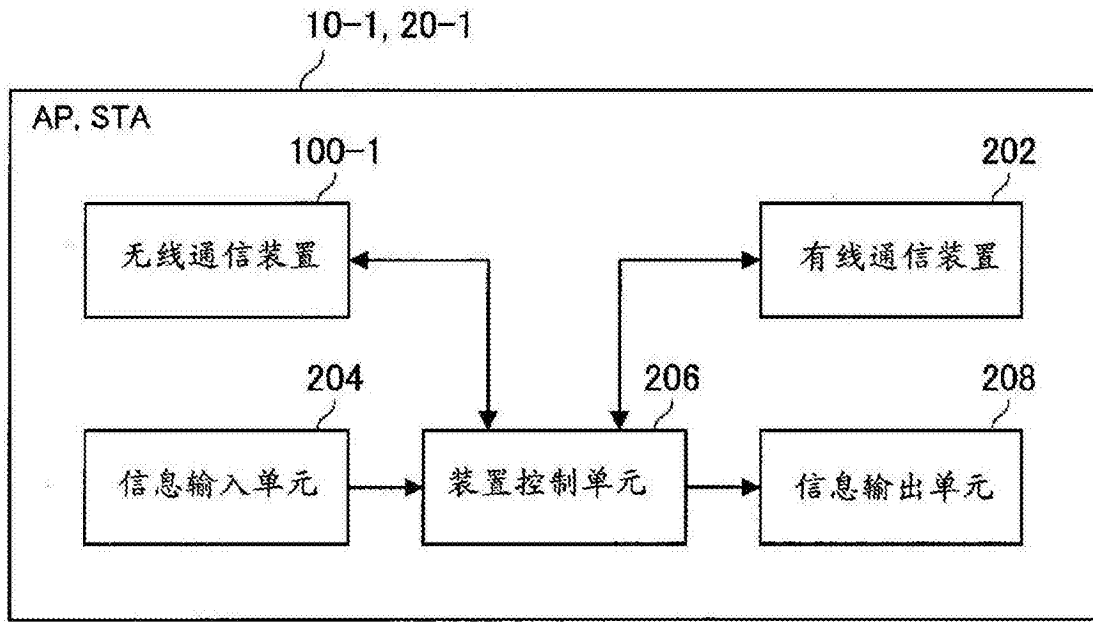 10-1, 20-1
AP, STA
100-1
202
无线通信装置
有线通信装置
204
206
208
信息输入单元
装置控制单元
信息输出单元